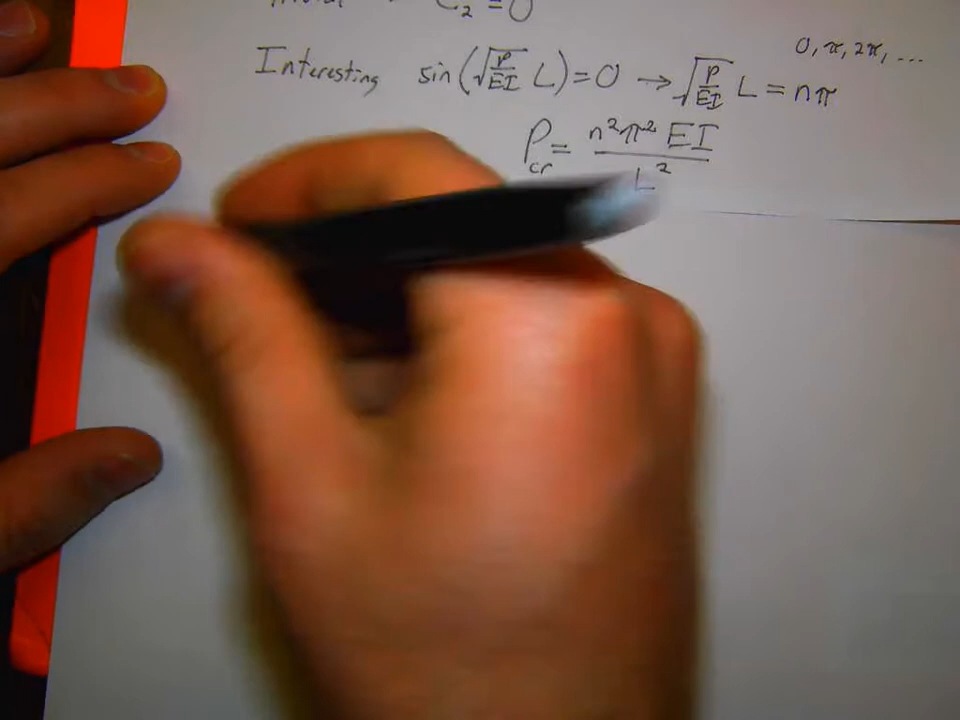 C₂ = 0
0, π, 2π, ...
Interesting sin(√(P/EI) L) = 0 → √(P/EI) L = nπ
P_cr = n²π² EI / L²